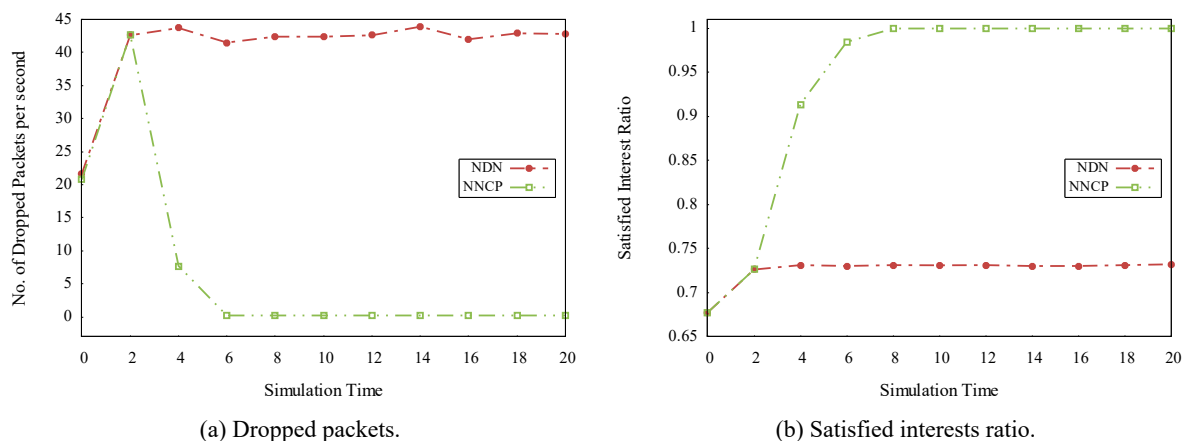 45
40
35
30
25
20
15
10
5
0
No. of Dropped Packets per second
NDN
NNCP
0 2 4 6 8 10 12 14 16 18 20
Simulation Time
(a) Dropped packets.
1
0.95
0.9
0.85
0.8
0.75
0.7
0.65
Satisfied Interest Ratio
NDN
NNCP
0 2 4 6 8 10 12 14 16 18 20
Simulation Time
(b) Satisfied interests ratio.